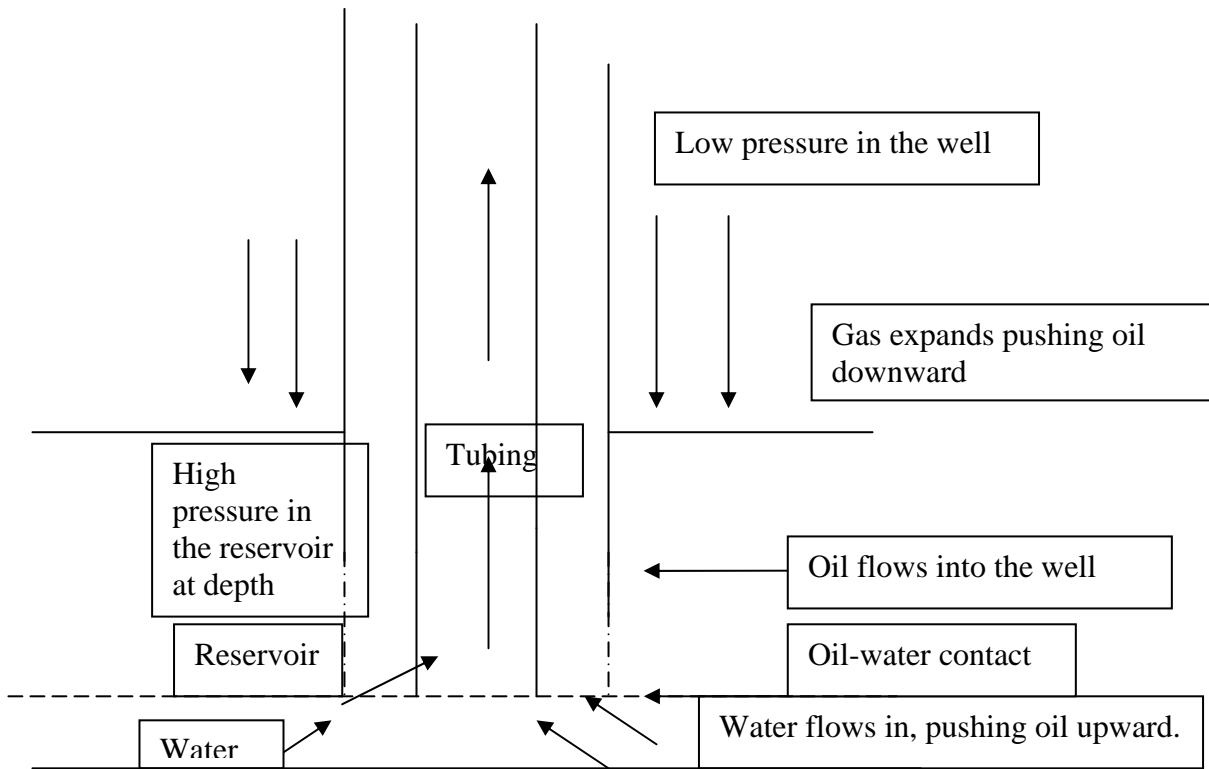 Low pressure in the well
Gas expands pushing oil
downward
Tubing
High
pressure in
the reservoir
at depth
Oil flows into the well
Reservoir
Oil-water contact
Water flows in, pushing oil upward.
Water